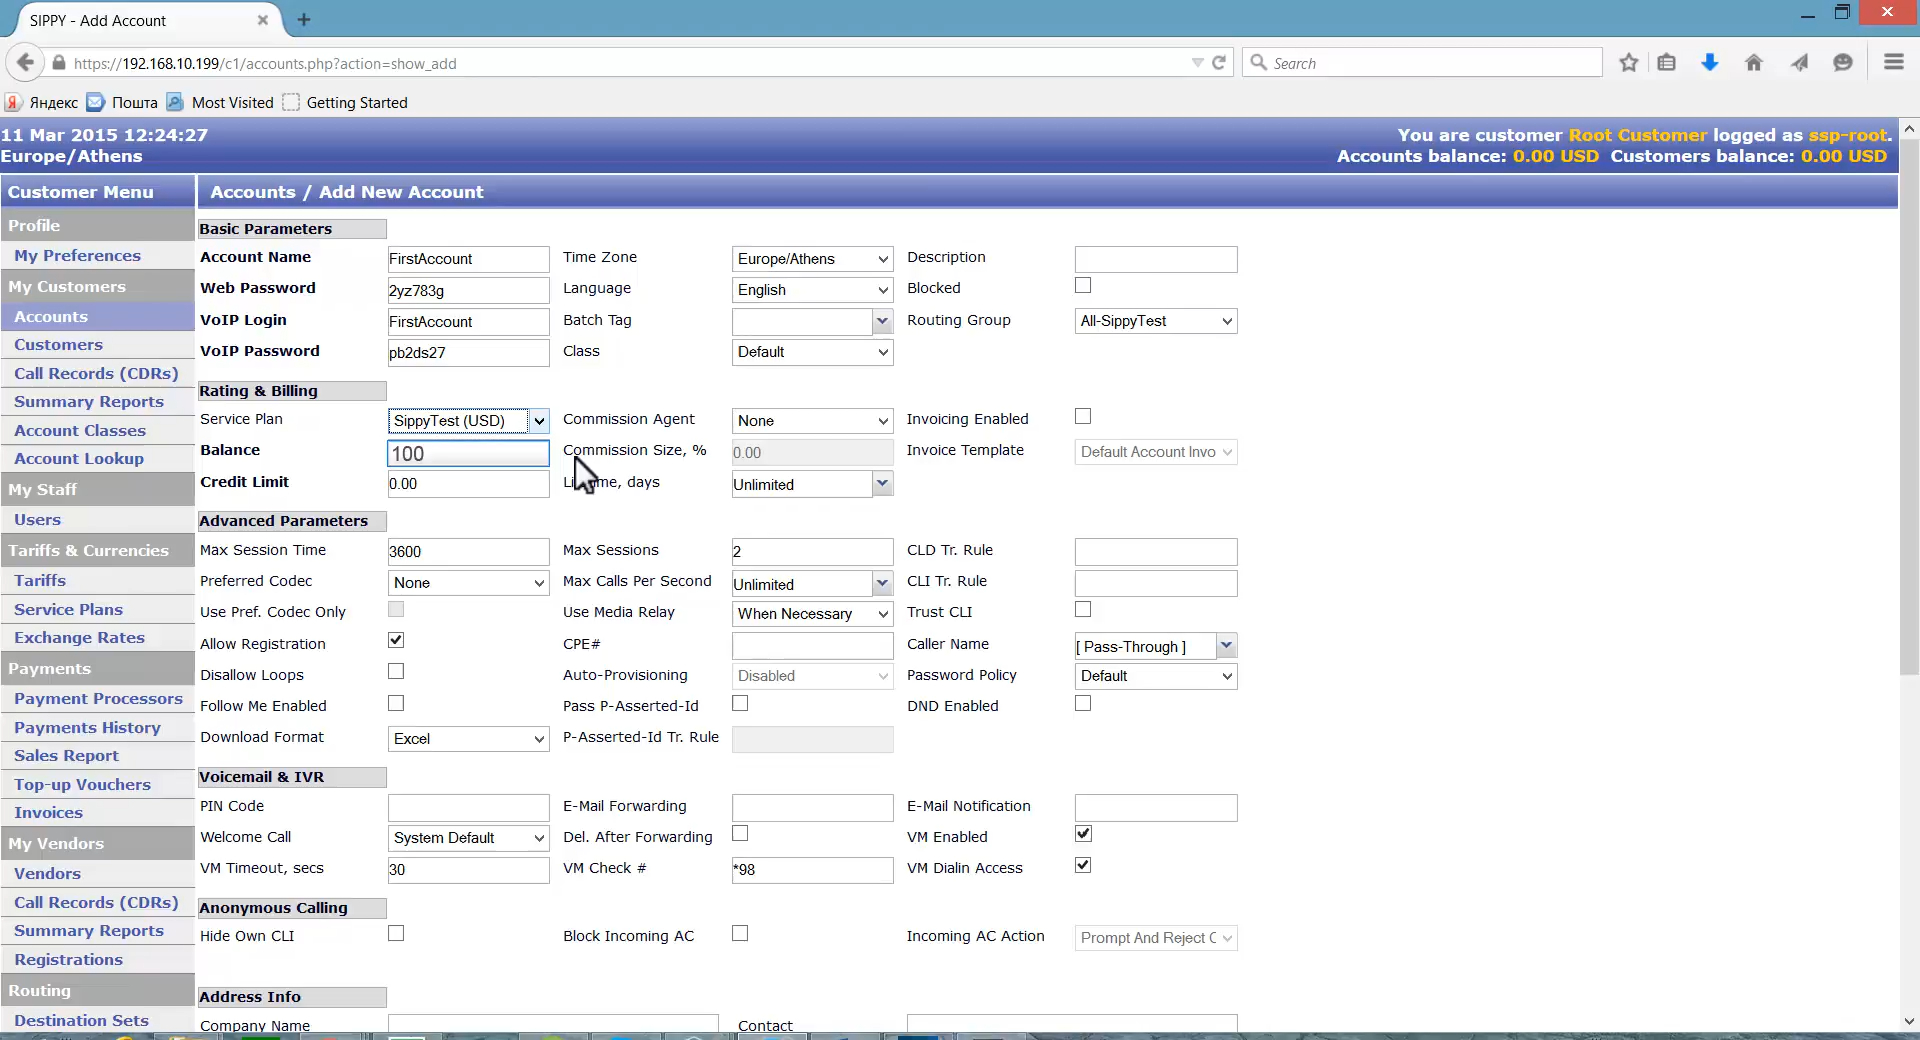 SIPPY - Add Account
https://192.168.10.199/c1/accounts.php?action=show_add
Search
Яндекс Пошта Most Visited Getting Started
11 Mar 2015 12:24:27
Europe/Athens
You are customer Root Customer logged as ssp-root.
Accounts balance: 0.00 USD Customers balance: 0.00 USD
Customer Menu
Profile
My Preferences
My Customers
Accounts
Customers
Call Records (CDRs)
Summary Reports
Account Classes
Account Lookup
My Staff
Users
Tariffs & Currencies
Tariffs
Service Plans
Exchange Rates
Payments
Payment Processors
Payments History
Sales Report
Top-up Vouchers
Invoices
My Vendors
Vendors
Call Records (CDRs)
Summary Reports
Registrations
Routing
Destination Sets
Accounts / Add New Account
Basic Parameters
Account Name FirstAccount Time Zone Europe/Athens Description
Web Password 2yz783g Language English Blocked
VoIP Login FirstAccount Batch Tag Routing Group All-SippyTest
VoIP Password pb2ds27 Class Default
Rating & Billing
Service Plan SippyTest (USD) Commission Agent None Invoicing Enabled
Balance 100 Commission Size, % 0.00 Invoice Template Default Account Invo
Credit Limit 0.00 Lifetime, days Unlimited
Advanced Parameters
Max Session Time 3600 Max Sessions 2 CLD Tr. Rule
Preferred Codec None Max Calls Per Second Unlimited CLI Tr. Rule
Use Pref. Codec Only Use Media Relay When Necessary Trust CLI
Allow Registration CPE# Caller Name [ Pass-Through ]
Disallow Loops Auto-Provisioning Disabled Password Policy Default
Follow Me Enabled Pass P-Asserted-Id DND Enabled
Download Format Excel P-Asserted-Id Tr. Rule
Voicemail & IVR
PIN Code E-Mail Forwarding E-Mail Notification
Welcome Call System Default Del. After Forwarding VM Enabled
VM Timeout, secs 30 VM Check # *98 VM Dialin Access
Anonymous Calling
Hide Own CLI Block Incoming AC Incoming AC Action Prompt And Reject C
Address Info
Company Name Contact